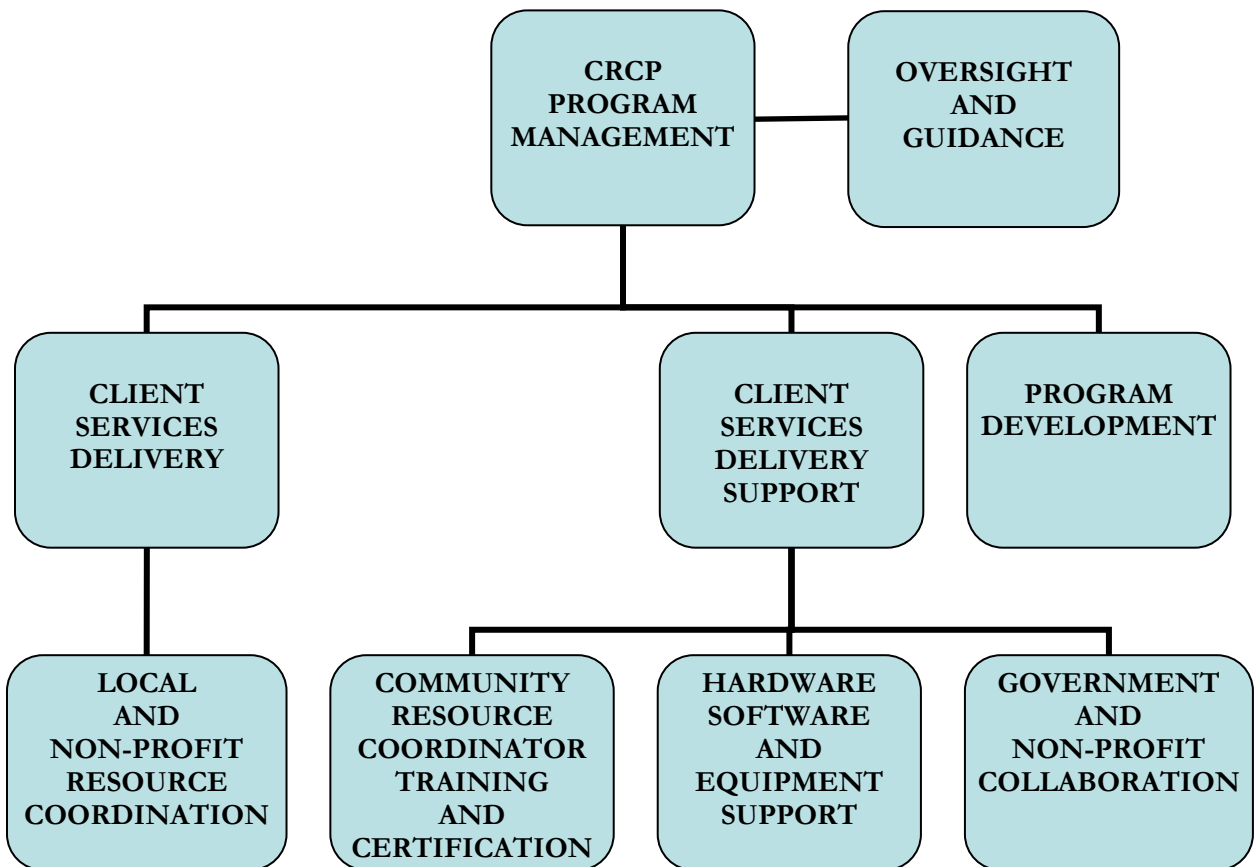 CRCP
PROGRAM
MANAGEMENT
OVERSIGHT
AND
GUIDANCE
CLIENT
SERVICES
DELIVERY
CLIENT
SERVICES
DELIVERY
SUPPORT
PROGRAM
DEVELOPMENT
LOCAL
AND
NON-PROFIT
RESOURCE
COORDINATION
COMMUNITY
RESOURCE
COORDINATOR
TRAINING
AND
CERTIFICATION
HARDWARE
SOFTWARE
AND
EQUIPMENT
SUPPORT
GOVERNMENT
AND
NON-PROFIT
COLLABORATION